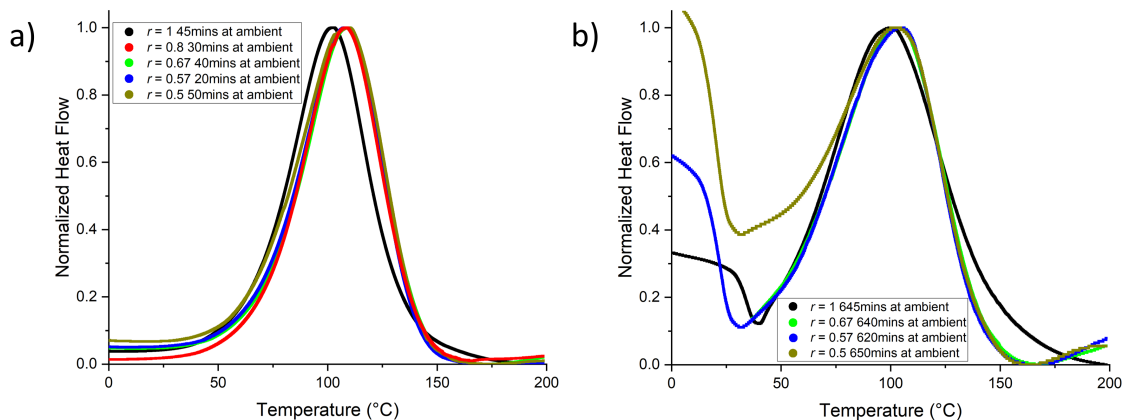 a)
Normalized Heat Flow
1.0
0.8
0.6
0.4
0.2
0.0
r = 1 45mins at ambient
r = 0.8 30mins at ambient
r = 0.67 40mins at ambient
r = 0.57 20mins at ambient
r = 0.5 50mins at ambient
0
50
100
150
200
Temperature (°C)
b)
Normalized Heat Flow
1.0
0.8
0.6
0.4
0.2
0.0
r = 1 645mins at ambient
r = 0.67 640mins at ambient
r = 0.57 620mins at ambient
r = 0.5 650mins at ambient
0
50
100
150
200
Temperature (°C)